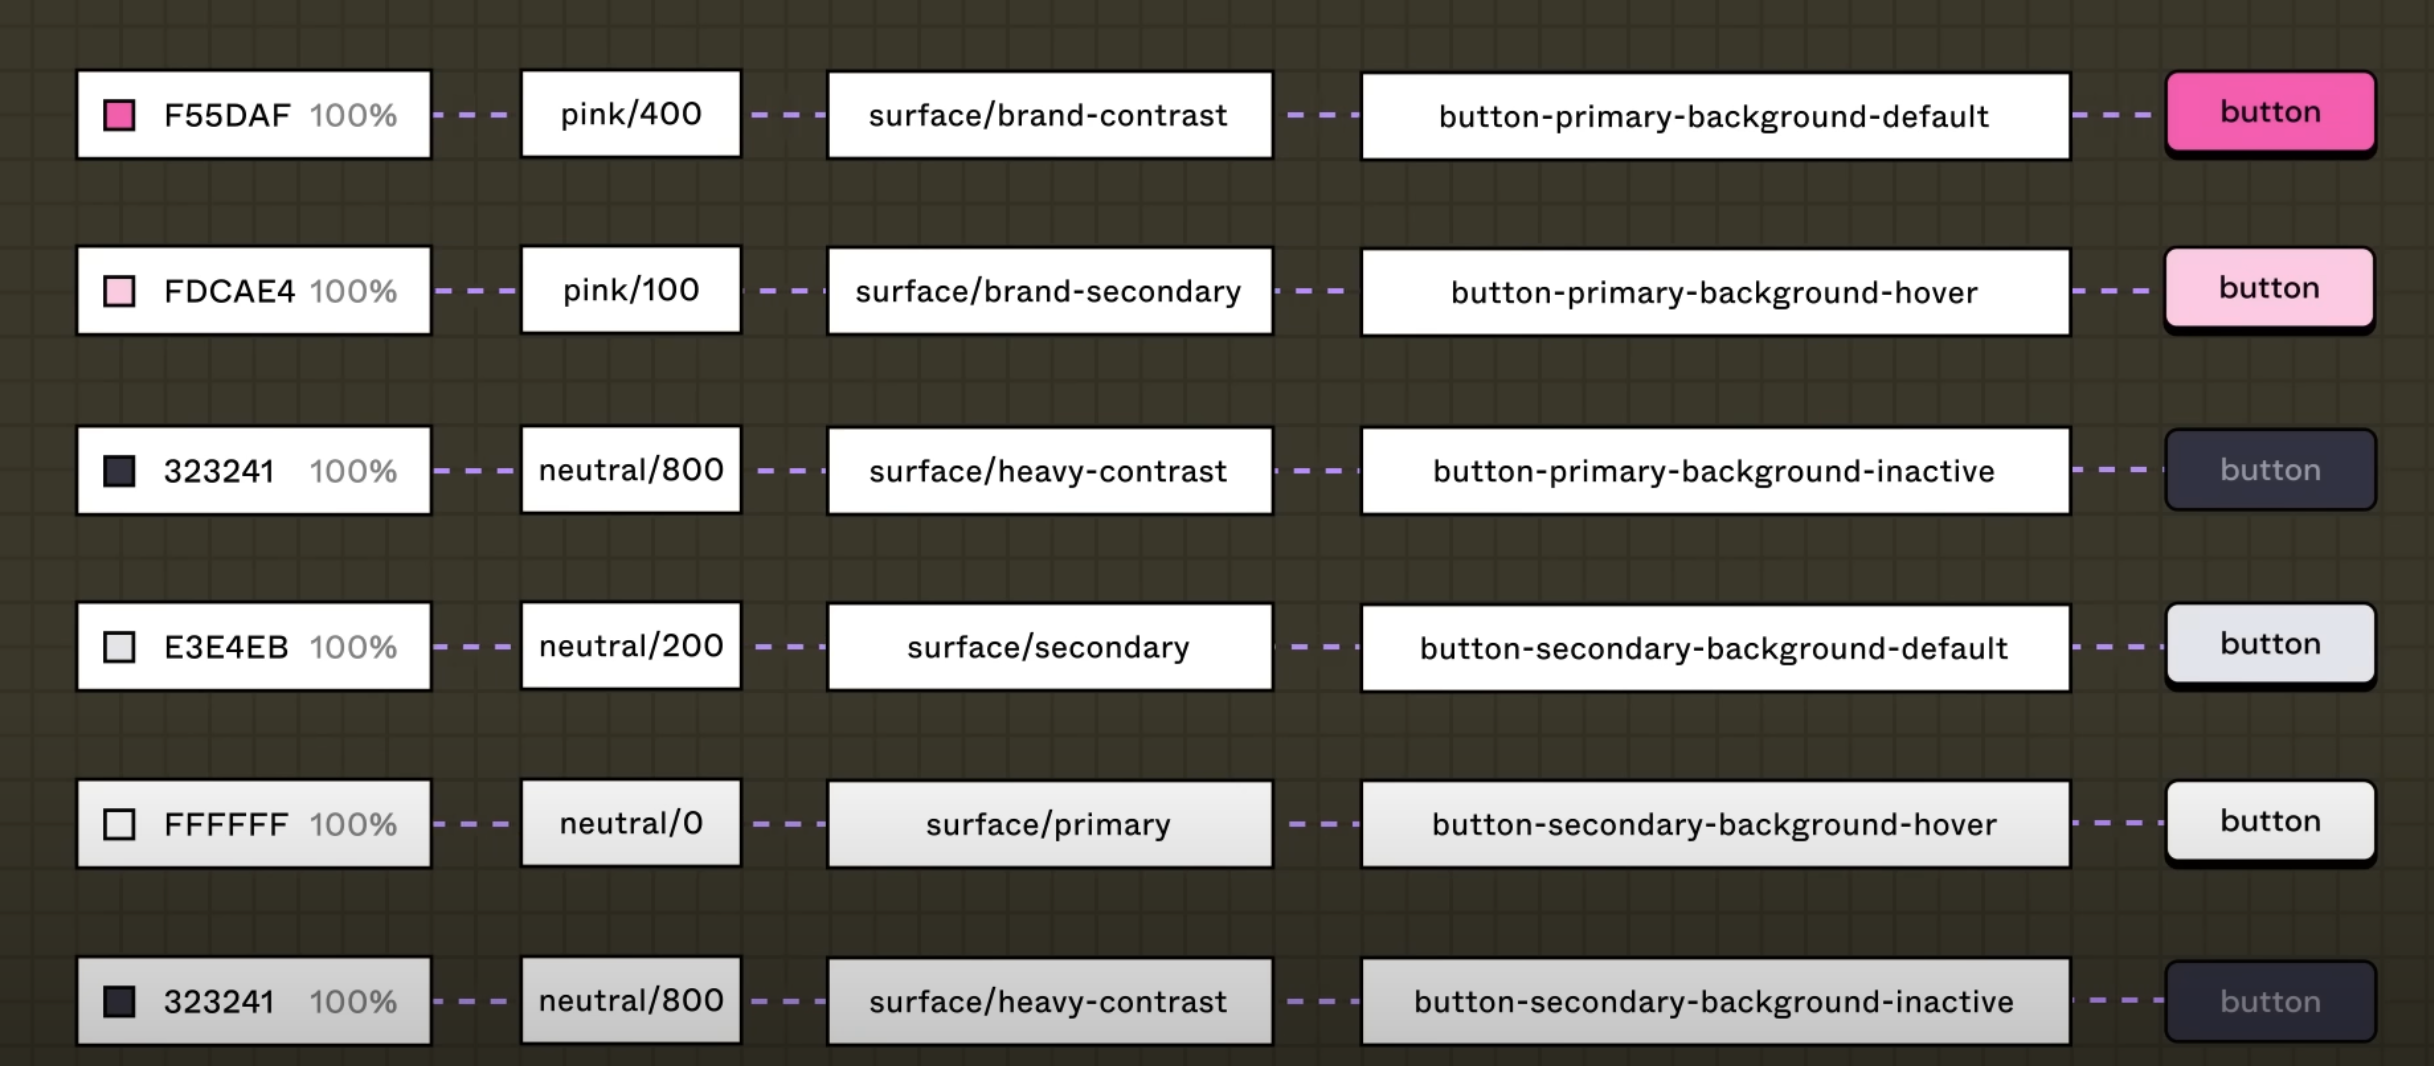 F55DAF 100% pink/400 surface/brand-contrast button-primary-background-default button
FDCAE4 100% pink/100 surface/brand-secondary button-primary-background-hover button
323241 100% neutral/800 surface/heavy-contrast button-primary-background-inactive button
E3E4EB 100% neutral/200 surface/secondary button-secondary-background-default button
FFFFFF 100% neutral/0 surface/primary button-secondary-background-hover button
323241 100% neutral/800 surface/heavy-contrast button-secondary-background-inactive button